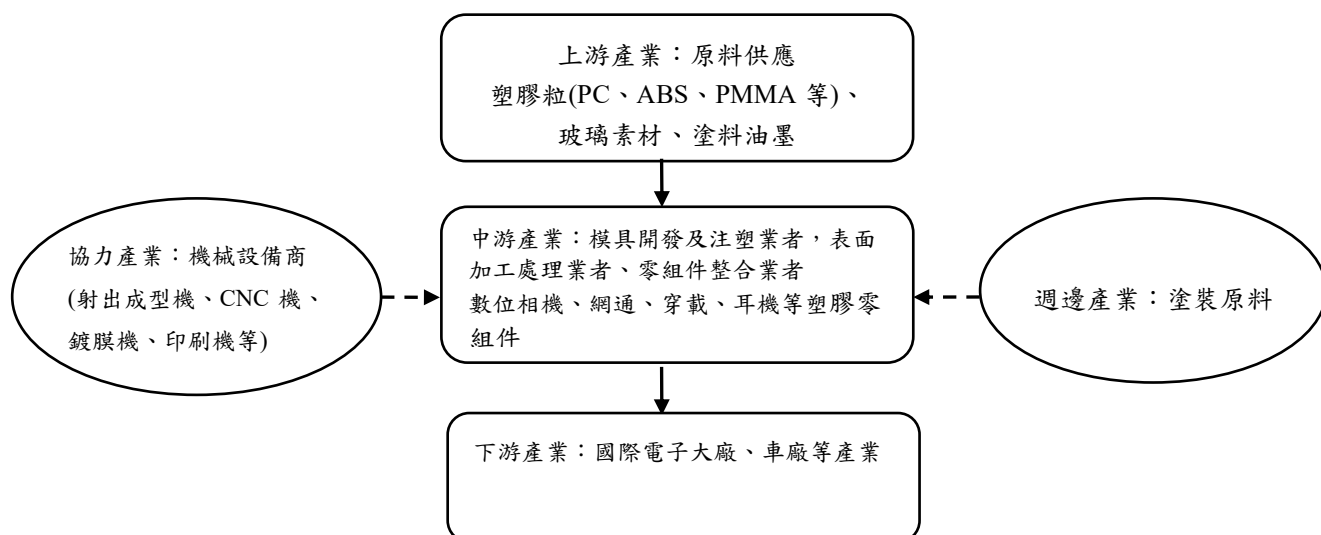 上游產業：原料供應
塑膠粒(PC、ABS、PMMA 等)、
玻璃素材、塗料油墨
協力產業：機械設備商
(射出成型機、CNC 機、
鍍膜機、印刷機等)
中游產業：模具開發及注塑業者，表面
加工處理業者、零組件整合業者
數位相機、網通、穿載、耳機等塑膠零
組件
週邊產業：塗裝原料
下游產業：國際電子大廠、車廠等產業